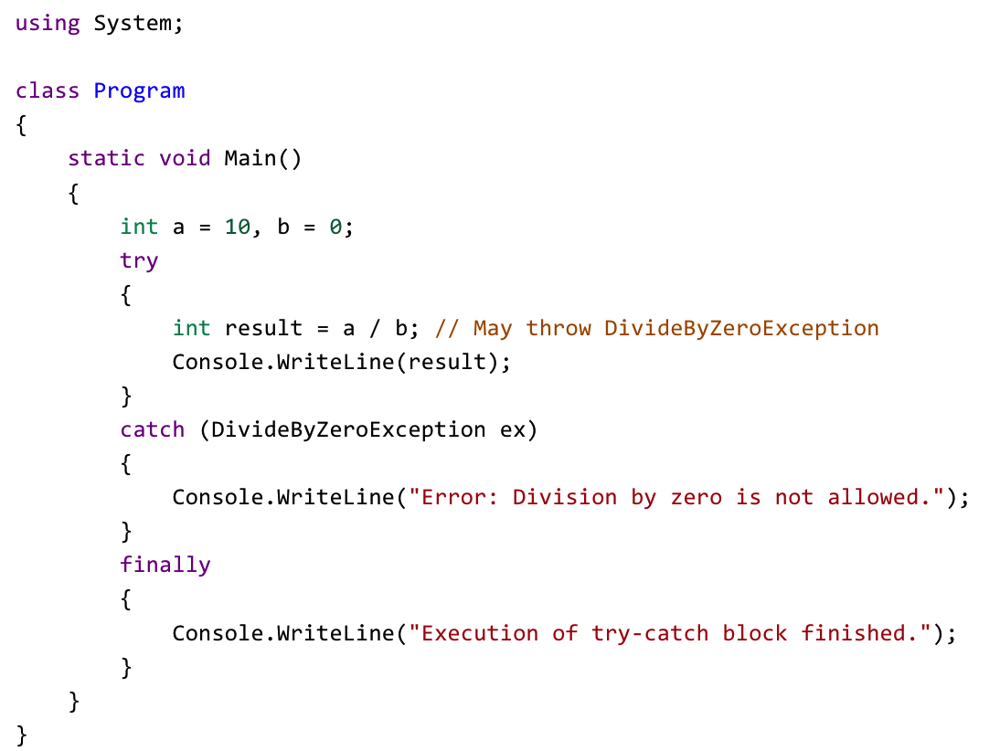 using System;

class Program
{
    static void Main()
    {
        int a = 10, b = 0;
        try
        {
            int result = a / b; // May throw DivideByZeroException
            Console.WriteLine(result);
        }
        catch (DivideByZeroException ex)
        {
            Console.WriteLine("Error: Division by zero is not allowed.");
        }
        finally
        {
            Console.WriteLine("Execution of try-catch block finished.");
        }
    }
}